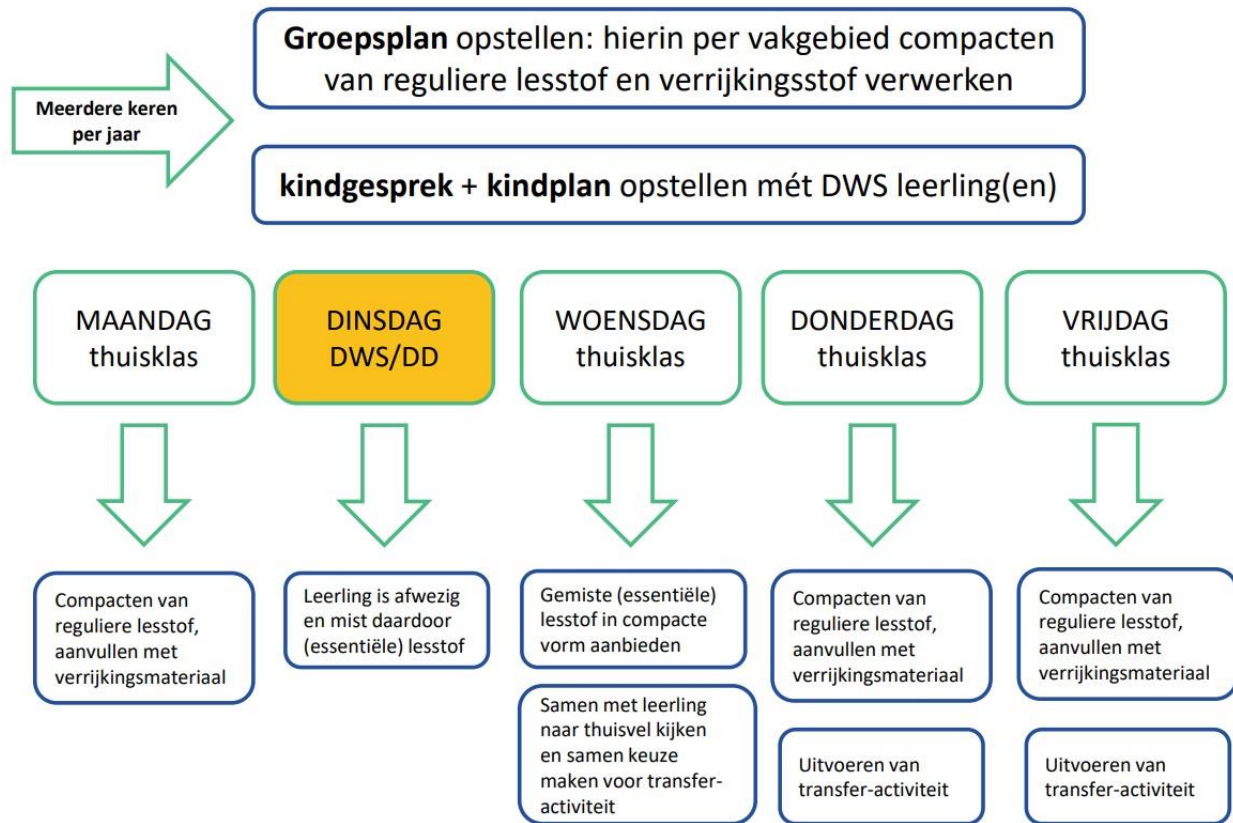 Groepsplan opstellen: hierin per vakgebied compacten
van reguliere lesstof en verrijkingsstof verwerken
Meerdere keren
per jaar
kindgesprek + kindplan opstellen mét DWS leerling(en)
MAANDAG
thuisklas
DINSDAG
DWS/DD
WOENSDAG
thuisklas
DONDERDAG
thuisklas
VRIJDAG
thuisklas
Compacten van
reguliere lesstof,
aanvullen met
verrijkingsmateriaal
Leerling is afwezig
en mist daardoor
(essentiële) lesstof
Gemiste (essentiële)
lesstof in compacte
vorm aanbieden
Samen met leerling
naar thuisvel kijken
en samen keuze
maken voor transfer-
activiteit
Compacten van
reguliere lesstof,
aanvullen met
verrijkingsmateriaal
Uitvoeren van
transfer-activiteit
Compacten van
reguliere lesstof,
aanvullen met
verrijkingsmateriaal
Uitvoeren van
transfer-activiteit